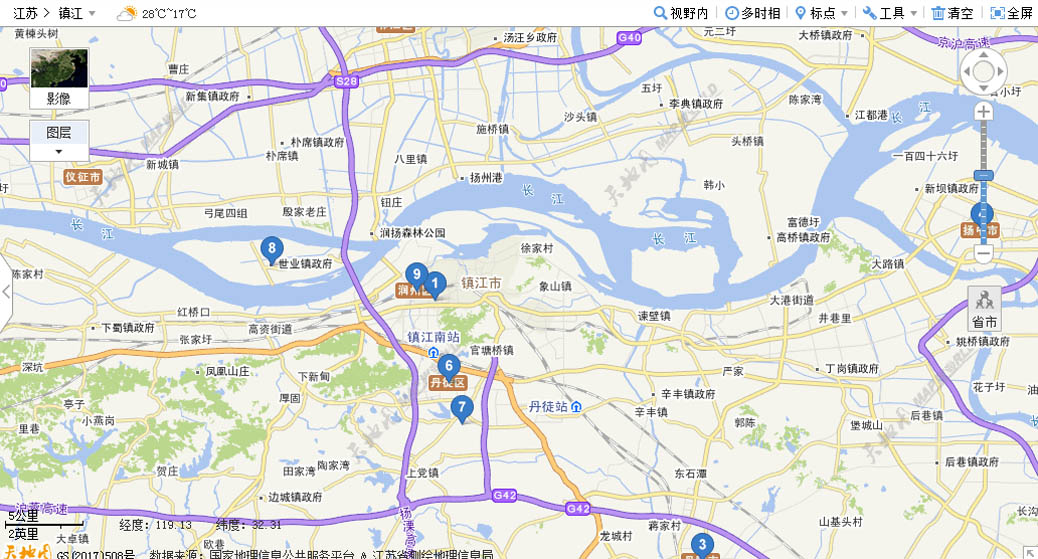 江苏 > 镇江 28℃~17℃ 视野内 多时相 标点 工具 清空 全屏
黄楝头树
汤汪乡政府
G40
元二圩
大桥镇政府
京沪高速
影像
图层
曹庄
S28
新集镇政府
五圩
李典镇政府
陈家湾
江都港
长
江
小圩
沙头镇
施桥镇
朴席镇政府
朴席镇
八里镇
头桥镇
新城镇
一百四十六圩
仪征市
扬州港
长
江
韩小
新坝镇政府
弓尾四组
殷家老庄
钮庄
富德圩
4
长
江
润扬森林公园
长
江
高桥镇政府
8
世业镇政府
徐家村
大路镇
陈家村
9
1
镇江市
象山镇
大港街道
省市
红桥口
谏壁镇
井巷里
下蜀镇政府
高资街道
张家圩
镇江南站
官塘桥镇
姚桥镇政府
深坑
凤凰山庄
下新甸
6
丹徒区
严家
丁岗镇政府
花子圩
亭子
厚固
7
丹徒站
辛丰镇政府
辛丰镇
小燕岗
里巷
郭陈
后巷镇
堡城山
贺庄
田家湾
陶家湾
上党镇
东石潭
后巷镇政府
边城镇政府
G42
G42
沪蓉高速
扬溧高
5公里
2英里
经度: 119.13 纬度: 32.31
龙城村
蒋家村
山基头村
长沟
大卓镇
欧巷
3
天地图 GS(2017)508号 数据来源: 国家地理信息公共服务平台 & 江苏省测绘地理信息局